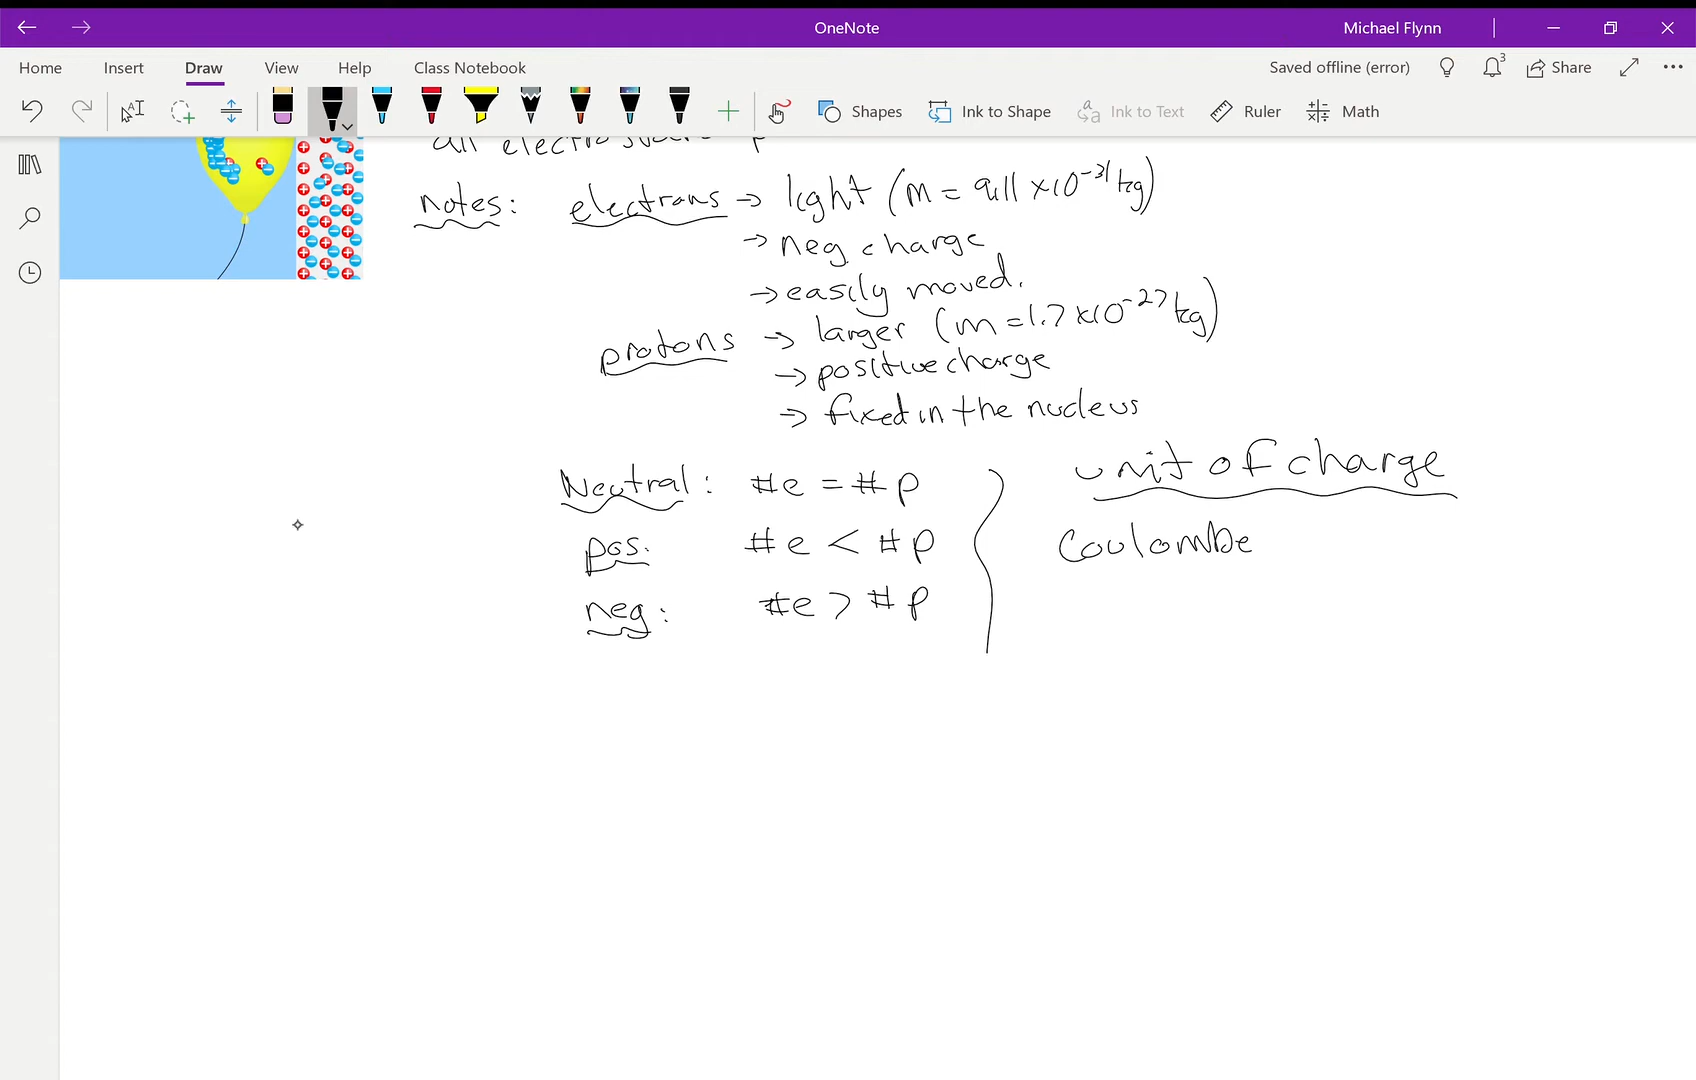 OneNote
Michael Flynn
Home Insert Draw View Help Class Notebook
Saved offline (error) 3 Share
Shapes Ink to Shape Ink to Text Ruler Math
all
notes: electrons → light (m = 9.11 x10^-31 kg)
→ neg. charge
→ easily moved.
protons → larger (m = 1.7 x10^-27 kg)
→ positive charge
→ fixed in the nucleus
Neutral: #e = #p
pos: #e < #p
neg: #e > #p
unit of charge
Coulombe